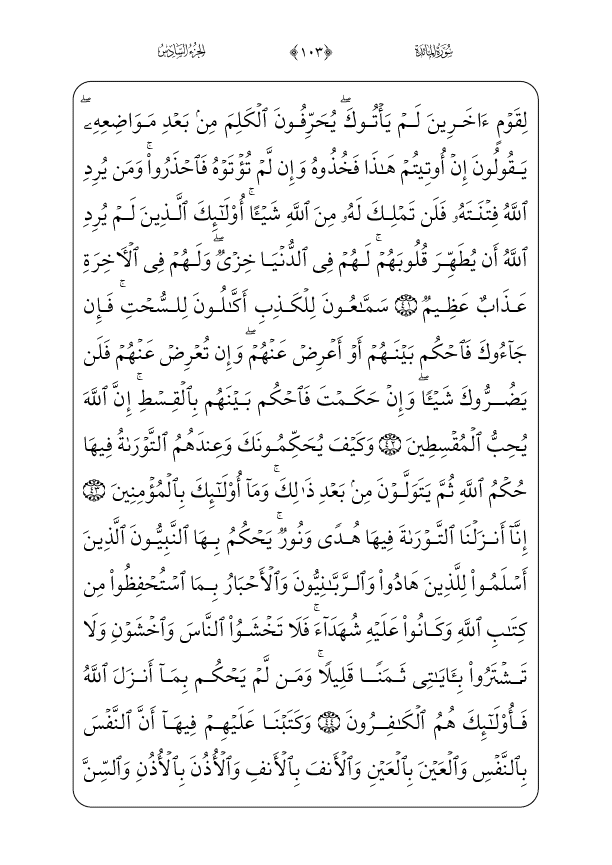 سُورَةُ المَائدة ﴿١٠٣﴾ الجزءُ السَّادِسُ
لِقَوۡمٍ ءَاخَرِينَ لَمۡ يَأۡتُوكَۖ يُحَرِّفُونَ ٱلۡكَلِمَ مِنۢ بَعۡدِ مَوَاضِعِهِۦۖ
يَقُولُونَ إِنۡ أُوتِيتُمۡ هَٰذَا فَخُذُوهُ وَإِن لَّمۡ تُؤۡتَوۡهُ فَٱحۡذَرُواْۚ وَمَن يُرِدِ
ٱللَّهُ فِتۡنَتَهُۥ فَلَن تَمۡلِكَ لَهُۥ مِنَ ٱللَّهِ شَيۡـًٔاۚ أُوْلَٰٓئِكَ ٱلَّذِينَ لَمۡ يُرِدِ
ٱللَّهُ أَن يُطَهِّرَ قُلُوبَهُمۡۚ لَهُمۡ فِي ٱلدُّنۡيَا خِزۡيٞۖ وَلَهُمۡ فِي ٱلۡأٓخِرَةِ
عَذَابٌ عَظِيمٞ ٤١ سَمَّٰعُونَ لِلۡكَذِبِ أَكَّٰلُونَ لِلسُّحۡتِۚ فَإِن
جَآءُوكَ فَٱحۡكُم بَيۡنَهُمۡ أَوۡ أَعۡرِضۡ عَنۡهُمۡۖ وَإِن تُعۡرِضۡ عَنۡهُمۡ فَلَن
يَضُرُّوكَ شَيۡـٔٗاۖ وَإِنۡ حَكَمۡتَ فَٱحۡكُم بَيۡنَهُم بِٱلۡقِسۡطِۚ إِنَّ ٱللَّهَ
يُحِبُّ ٱلۡمُقۡسِطِينَ ٤٢ وَكَيۡفَ يُحَكِّمُونَكَ وَعِندَهُمُ ٱلتَّوۡرَىٰةُ فِيهَا
حُكۡمُ ٱللَّهِ ثُمَّ يَتَوَلَّوۡنَ مِنۢ بَعۡدِ ذَٰلِكَۚ وَمَآ أُوْلَٰٓئِكَ بِٱلۡمُؤۡمِنِينَ ٤٣
إِنَّآ أَنزَلۡنَا ٱلتَّوۡرَىٰةَ فِيهَا هُدٗى وَنُورٞۚ يَحۡكُمُ بِهَا ٱلنَّبِيُّونَ ٱلَّذِينَ
أَسۡلَمُواْ لِلَّذِينَ هَادُواْ وَٱلرَّبَّٰنِيُّونَ وَٱلۡأَحۡبَارُ بِمَا ٱسۡتُحۡفِظُواْ مِن
كِتَٰبِ ٱللَّهِ وَكَانُواْ عَلَيۡهِ شُهَدَآءَۚ فَلَا تَخۡشَوُاْ ٱلنَّاسَ وَٱخۡشَوۡنِ وَلَا
تَشۡتَرُواْ بِـَٔايَٰتِي ثَمَنٗا قَلِيلٗاۚ وَمَن لَّمۡ يَحۡكُم بِمَآ أَنزَلَ ٱللَّهُ
فَأُوْلَٰٓئِكَ هُمُ ٱلۡكَٰفِرُونَ ٤٤ وَكَتَبۡنَا عَلَيۡهِمۡ فِيهَآ أَنَّ ٱلنَّفۡسَ
بِٱلنَّفۡسِ وَٱلۡعَيۡنَ بِٱلۡعَيۡنِ وَٱلۡأَنفَ بِٱلۡأَنفِ وَٱلۡأُذُنَ بِٱلۡأُذُنِ وَٱلسِّنَّ